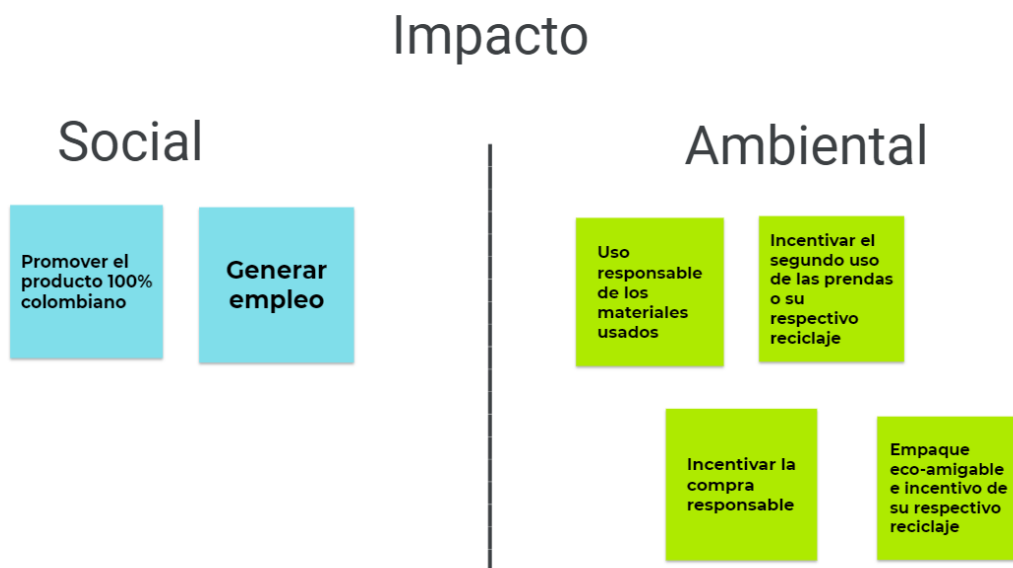 Impacto
Social
Promover el
producto 100%
colombiano
Generar
empleo
Ambiental
Uso
responsable
de los
materiales
usados
Incentivar el
segundo uso
de las prendas
o su
respectivo
reciclaje
Incentivar la
compra
responsable
Empaque
eco-amigable
e incentivo de
su respectivo
reciclaje